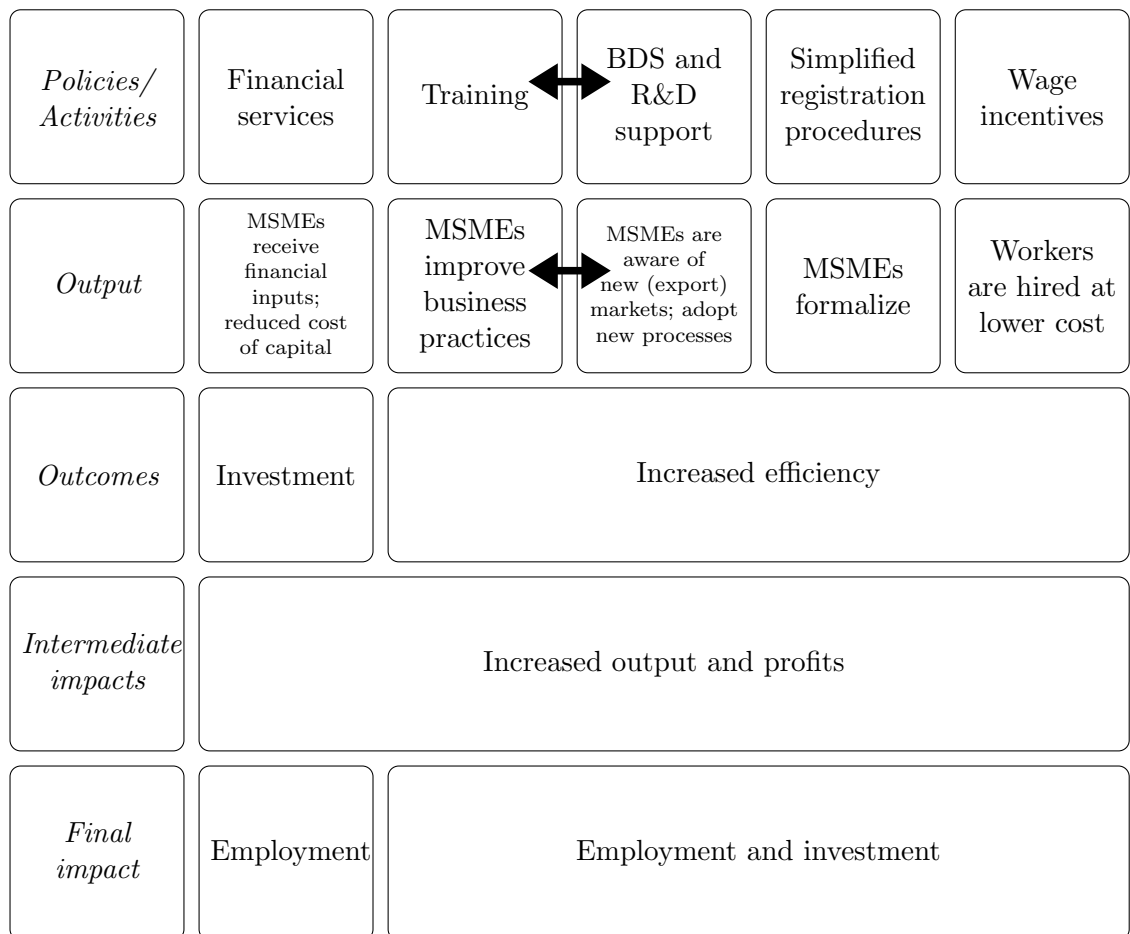 Policies/
Activities
Financial
services
Training
BDS and
R&D
support
Simplified
registration
procedures
Wage
incentives
Output
MSMEs
receive
financial
inputs;
reduced cost
of capital
MSMEs
improve
business
practices
MSMEs are
aware of
new (export)
markets; adopt
new processes
MSMEs
formalize
Workers
are hired at
lower cost
Outcomes
Investment
Increased efficiency
Intermediate
impacts
Increased output and profits
Final
impact
Employment
Employment and investment